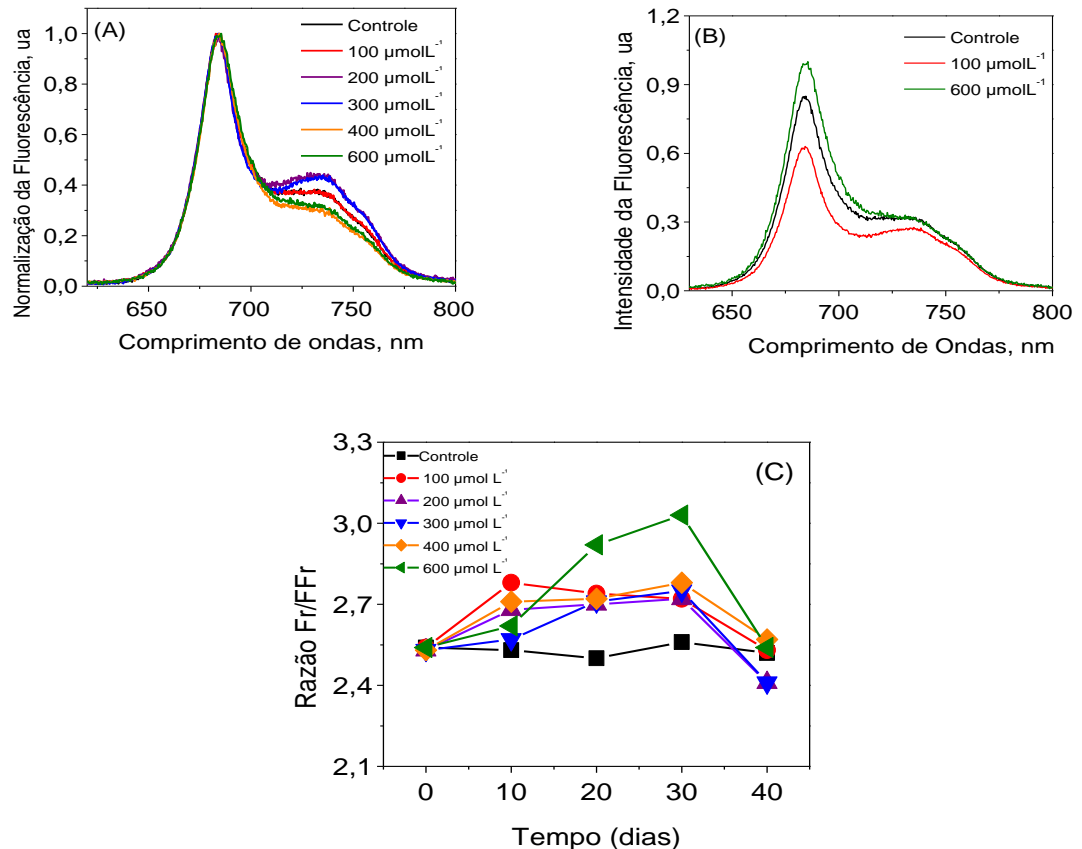 (A)
Normalização da Fluorescência, ua
1,0
0,8
0,6
0,4
0,2
0,0
650
700
750
800
Comprimento de ondas, nm
Controle
100 µmolL⁻¹
200 µmolL⁻¹
300 µmolL⁻¹
400 µmolL⁻¹
600 µmolL⁻¹
(B)
Intensidade da Fluorescência, ua
1,2
0,9
0,6
0,3
0,0
650
700
750
800
Comprimento de Ondas, nm
Controle
100 µmolL⁻¹
600 µmolL⁻¹
(C)
Razão Fr/FFr
3,3
3,0
2,7
2,4
2,1
0
10
20
30
40
Tempo (dias)
Controle
100 µmol L⁻¹
200 µmol L⁻¹
300 µmol L⁻¹
400 µmol L⁻¹
600 µmol L⁻¹